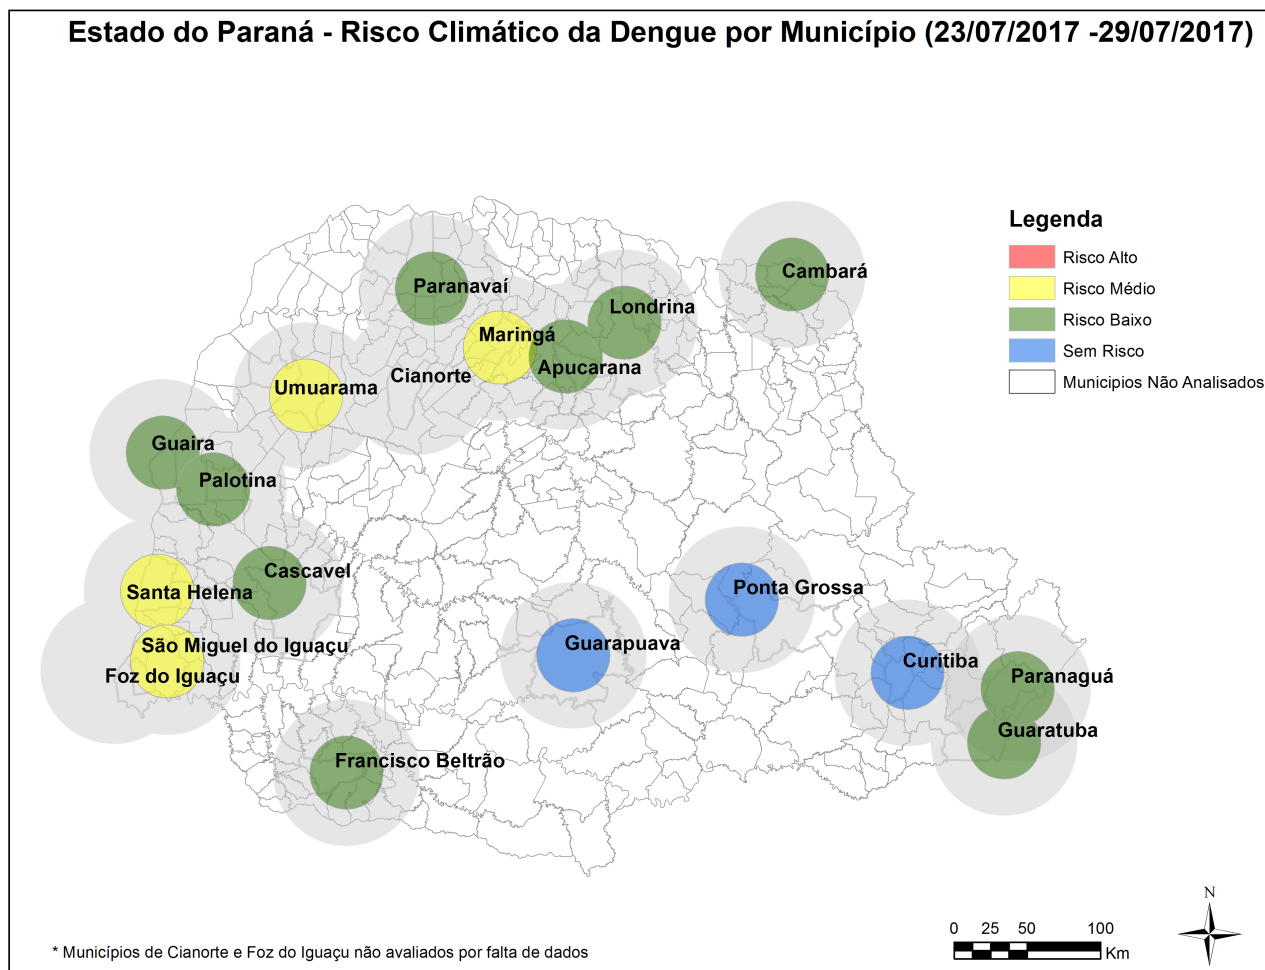 Estado do Paraná - Risco Climático da Dengue por Município (23/07/2017 -29/07/2017)
Legenda
Risco Alto
Risco Médio
Risco Baixo
Sem Risco
Municipios Não Analisados
Cambará
Paranavaí
Londrina
Maringá
Apucarana
Cianorte
Umuarama
Guaira
Palotina
Cascavel
Santa Helena
São Miguel do Iguaçu
Foz do Iguaçu
Francisco Beltrão
Guarapuava
Ponta Grossa
Curitiba
Paranaguá
Guaratuba
N
0 25 50 100
Km
* Municípios de Cianorte e Foz do Iguaçu não avaliados por falta de dados